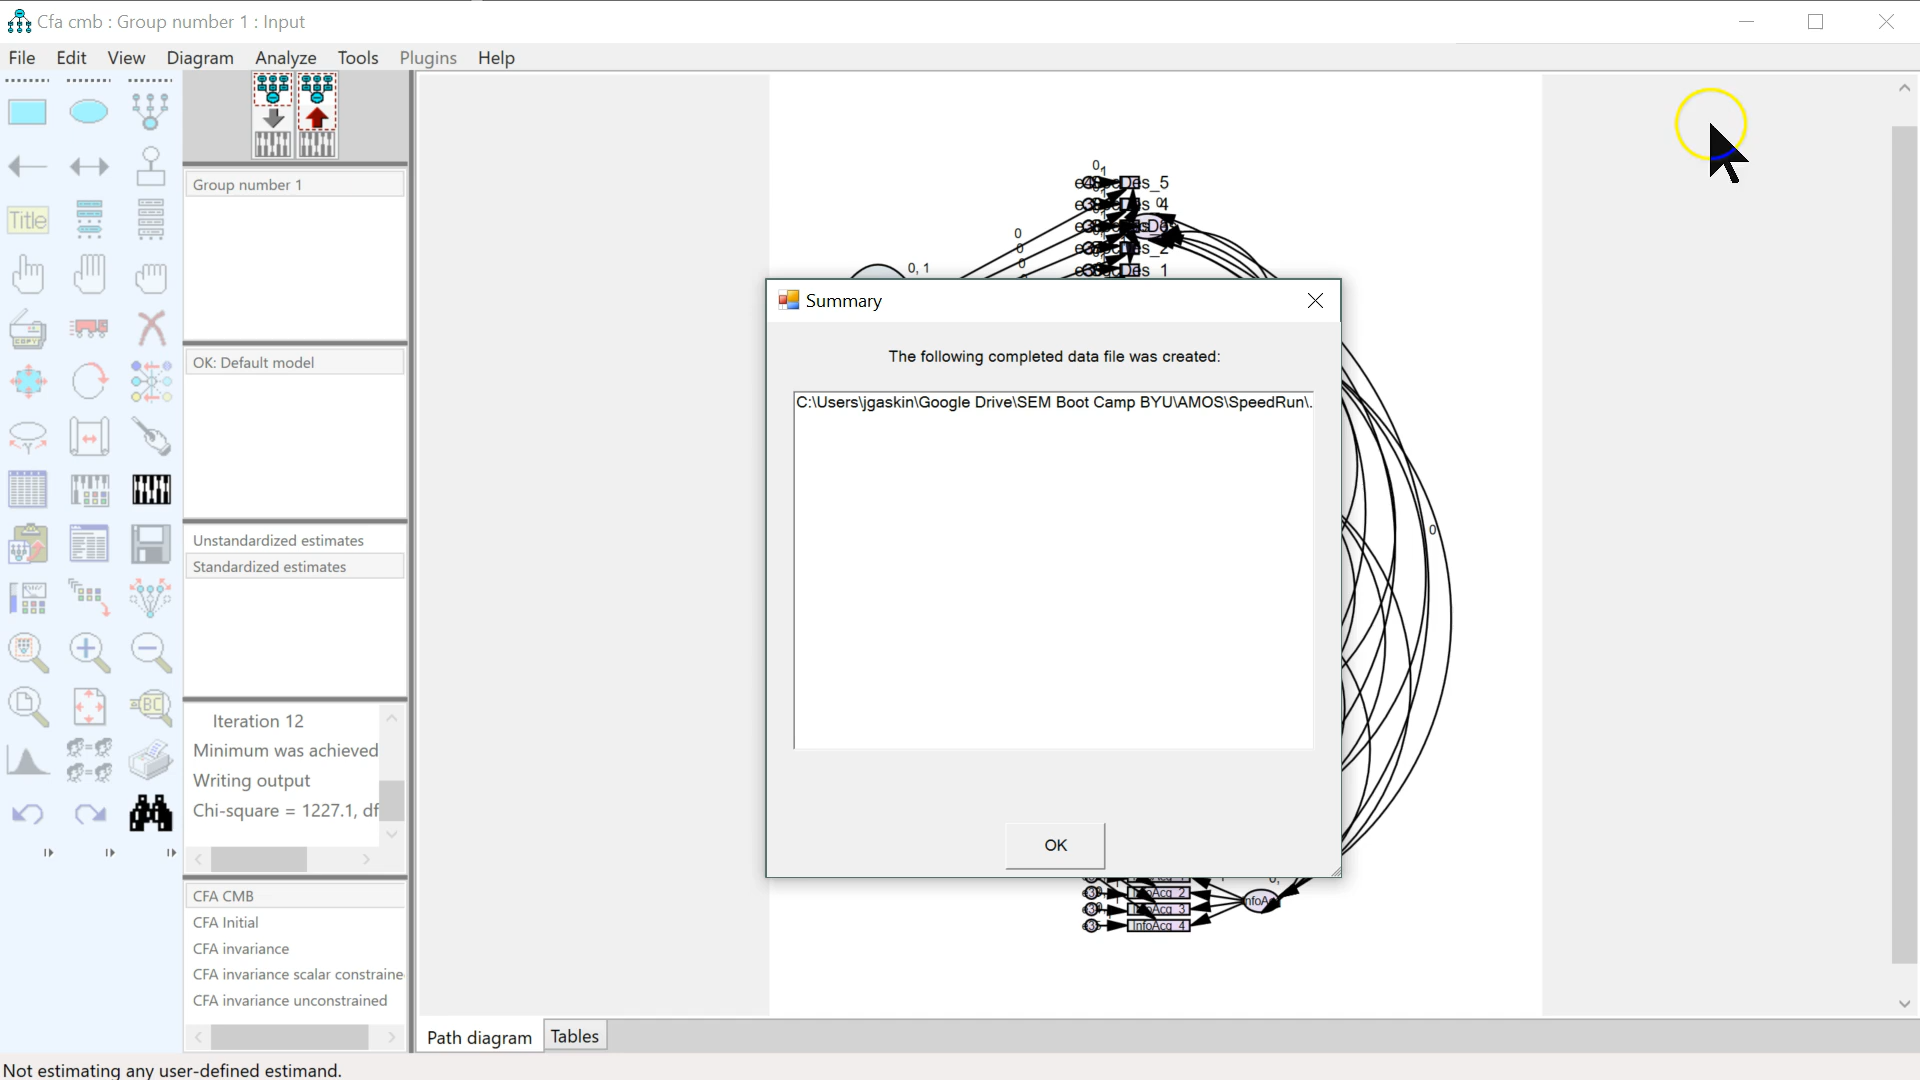 Cfa cmb : Group number 1 : Input
File Edit View Diagram Analyze Tools Plugins Help
Title
Group number 1
OK: Default model
Unstandardized estimates
Standardized estimates
Iteration 12
Minimum was achieved
Writing output
Chi-square = 1227.1, df
CFA CMB
CFA Initial
CFA invariance
CFA invariance scalar constraine
CFA invariance unconstrained
0, 1
Summary
The following completed data file was created:
C:\Users\jgaskin\Google Drive\SEM Boot Camp BYU\AMOS\SpeedRun\.
OK
0
InfoAcq_2
InfoAcq_3
InfoAcq_4
Path diagram Tables
Not estimating any user-defined estimand.